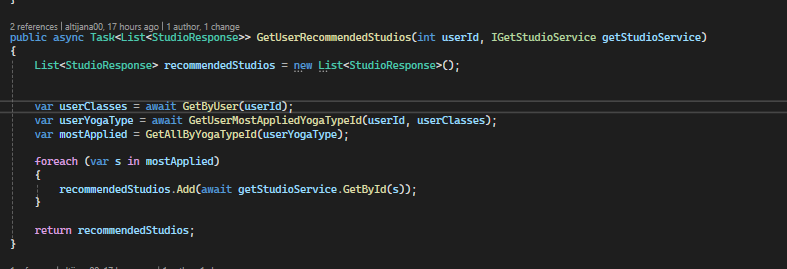 }
2 references | altijana00, 17 hours ago | 1 author, 1 change
public async Task<List<StudioResponse>> GetUserRecommendedStudios(int userId, IGetStudioService getStudioService)
{
List<StudioResponse> recommendedStudios = new List<StudioResponse>();
var userClasses = await GetByUser(userId);
var userYogaType = await GetUserMostAppliedYogaTypeId(userId, userClasses);
var mostApplied = GetAllByYogaTypeId(userYogaType);
foreach (var s in mostApplied)
{
recommendedStudios.Add(await getStudioService.GetById(s));
}
return recommendedStudios;
}